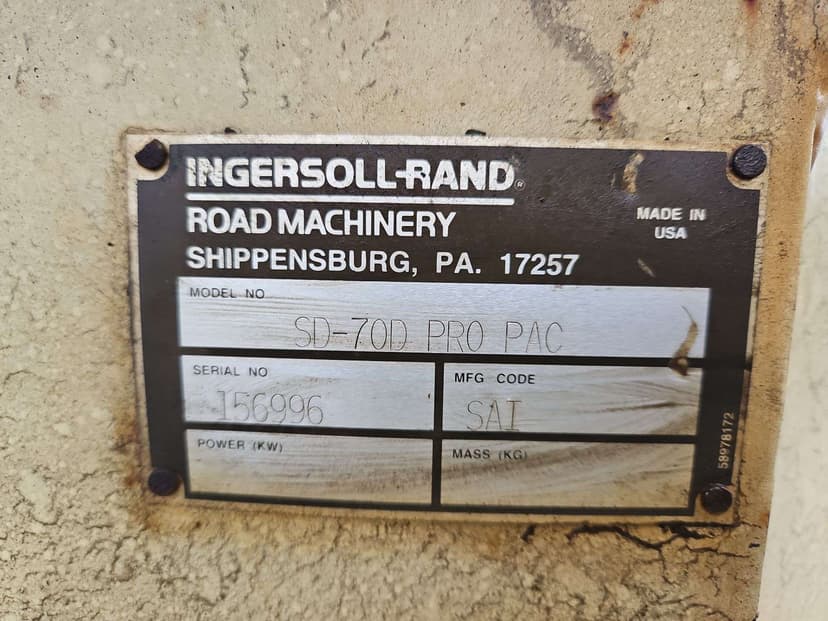 INGERSOLL-RAND®
ROAD MACHINERY
SHIPPENSBURG, PA. 17257
MADE IN
USA
MODEL NO
SD-70D PRO PAC
SERIAL NO
156996
MFG CODE
SAI
POWER (KW)
MASS (KG)
58978172